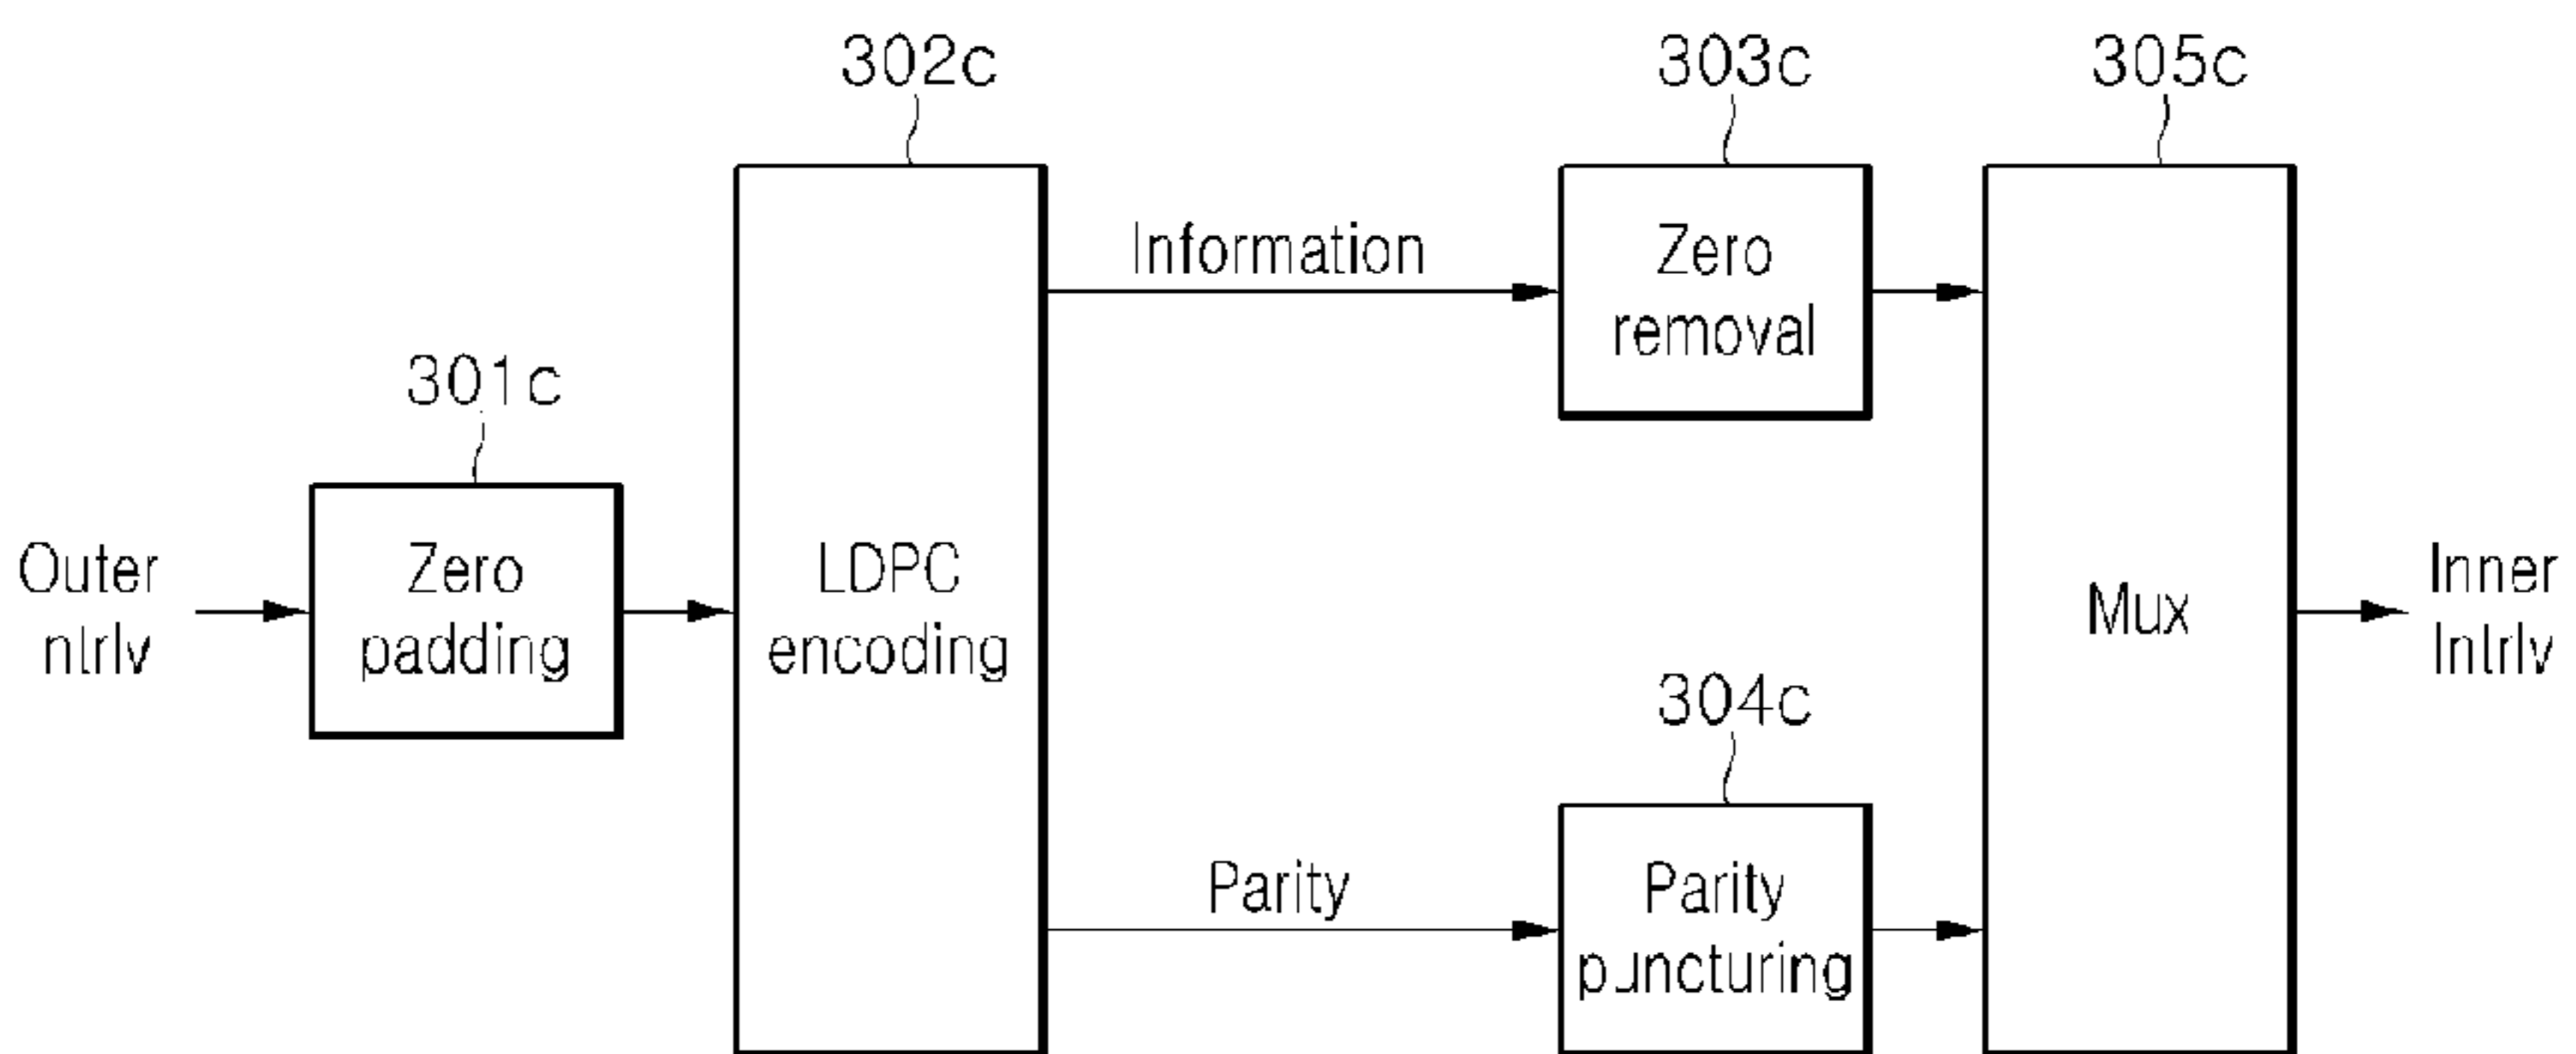 302c
303c
305c
Information
Zero
removal
301c
Outer
ntrlv
Zero
padding
LDPC
encoding
Mux
Inner
Intrlv
304c
Parity
Parity
puncturing